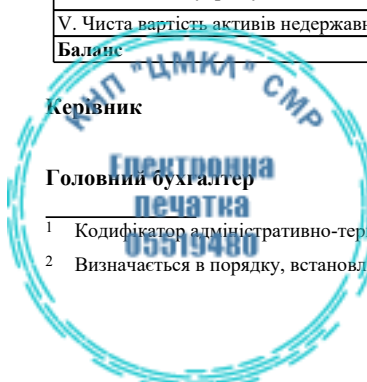 V. Чиста вартість активів недержавн
Баланс
КНП "ЦМКЛ" СМР
Керівник
Електронна
Головний бухгалтер
печатка
1 Кодифікатор адміністративно-тер
05519480
2 Визначається в порядку, встановл